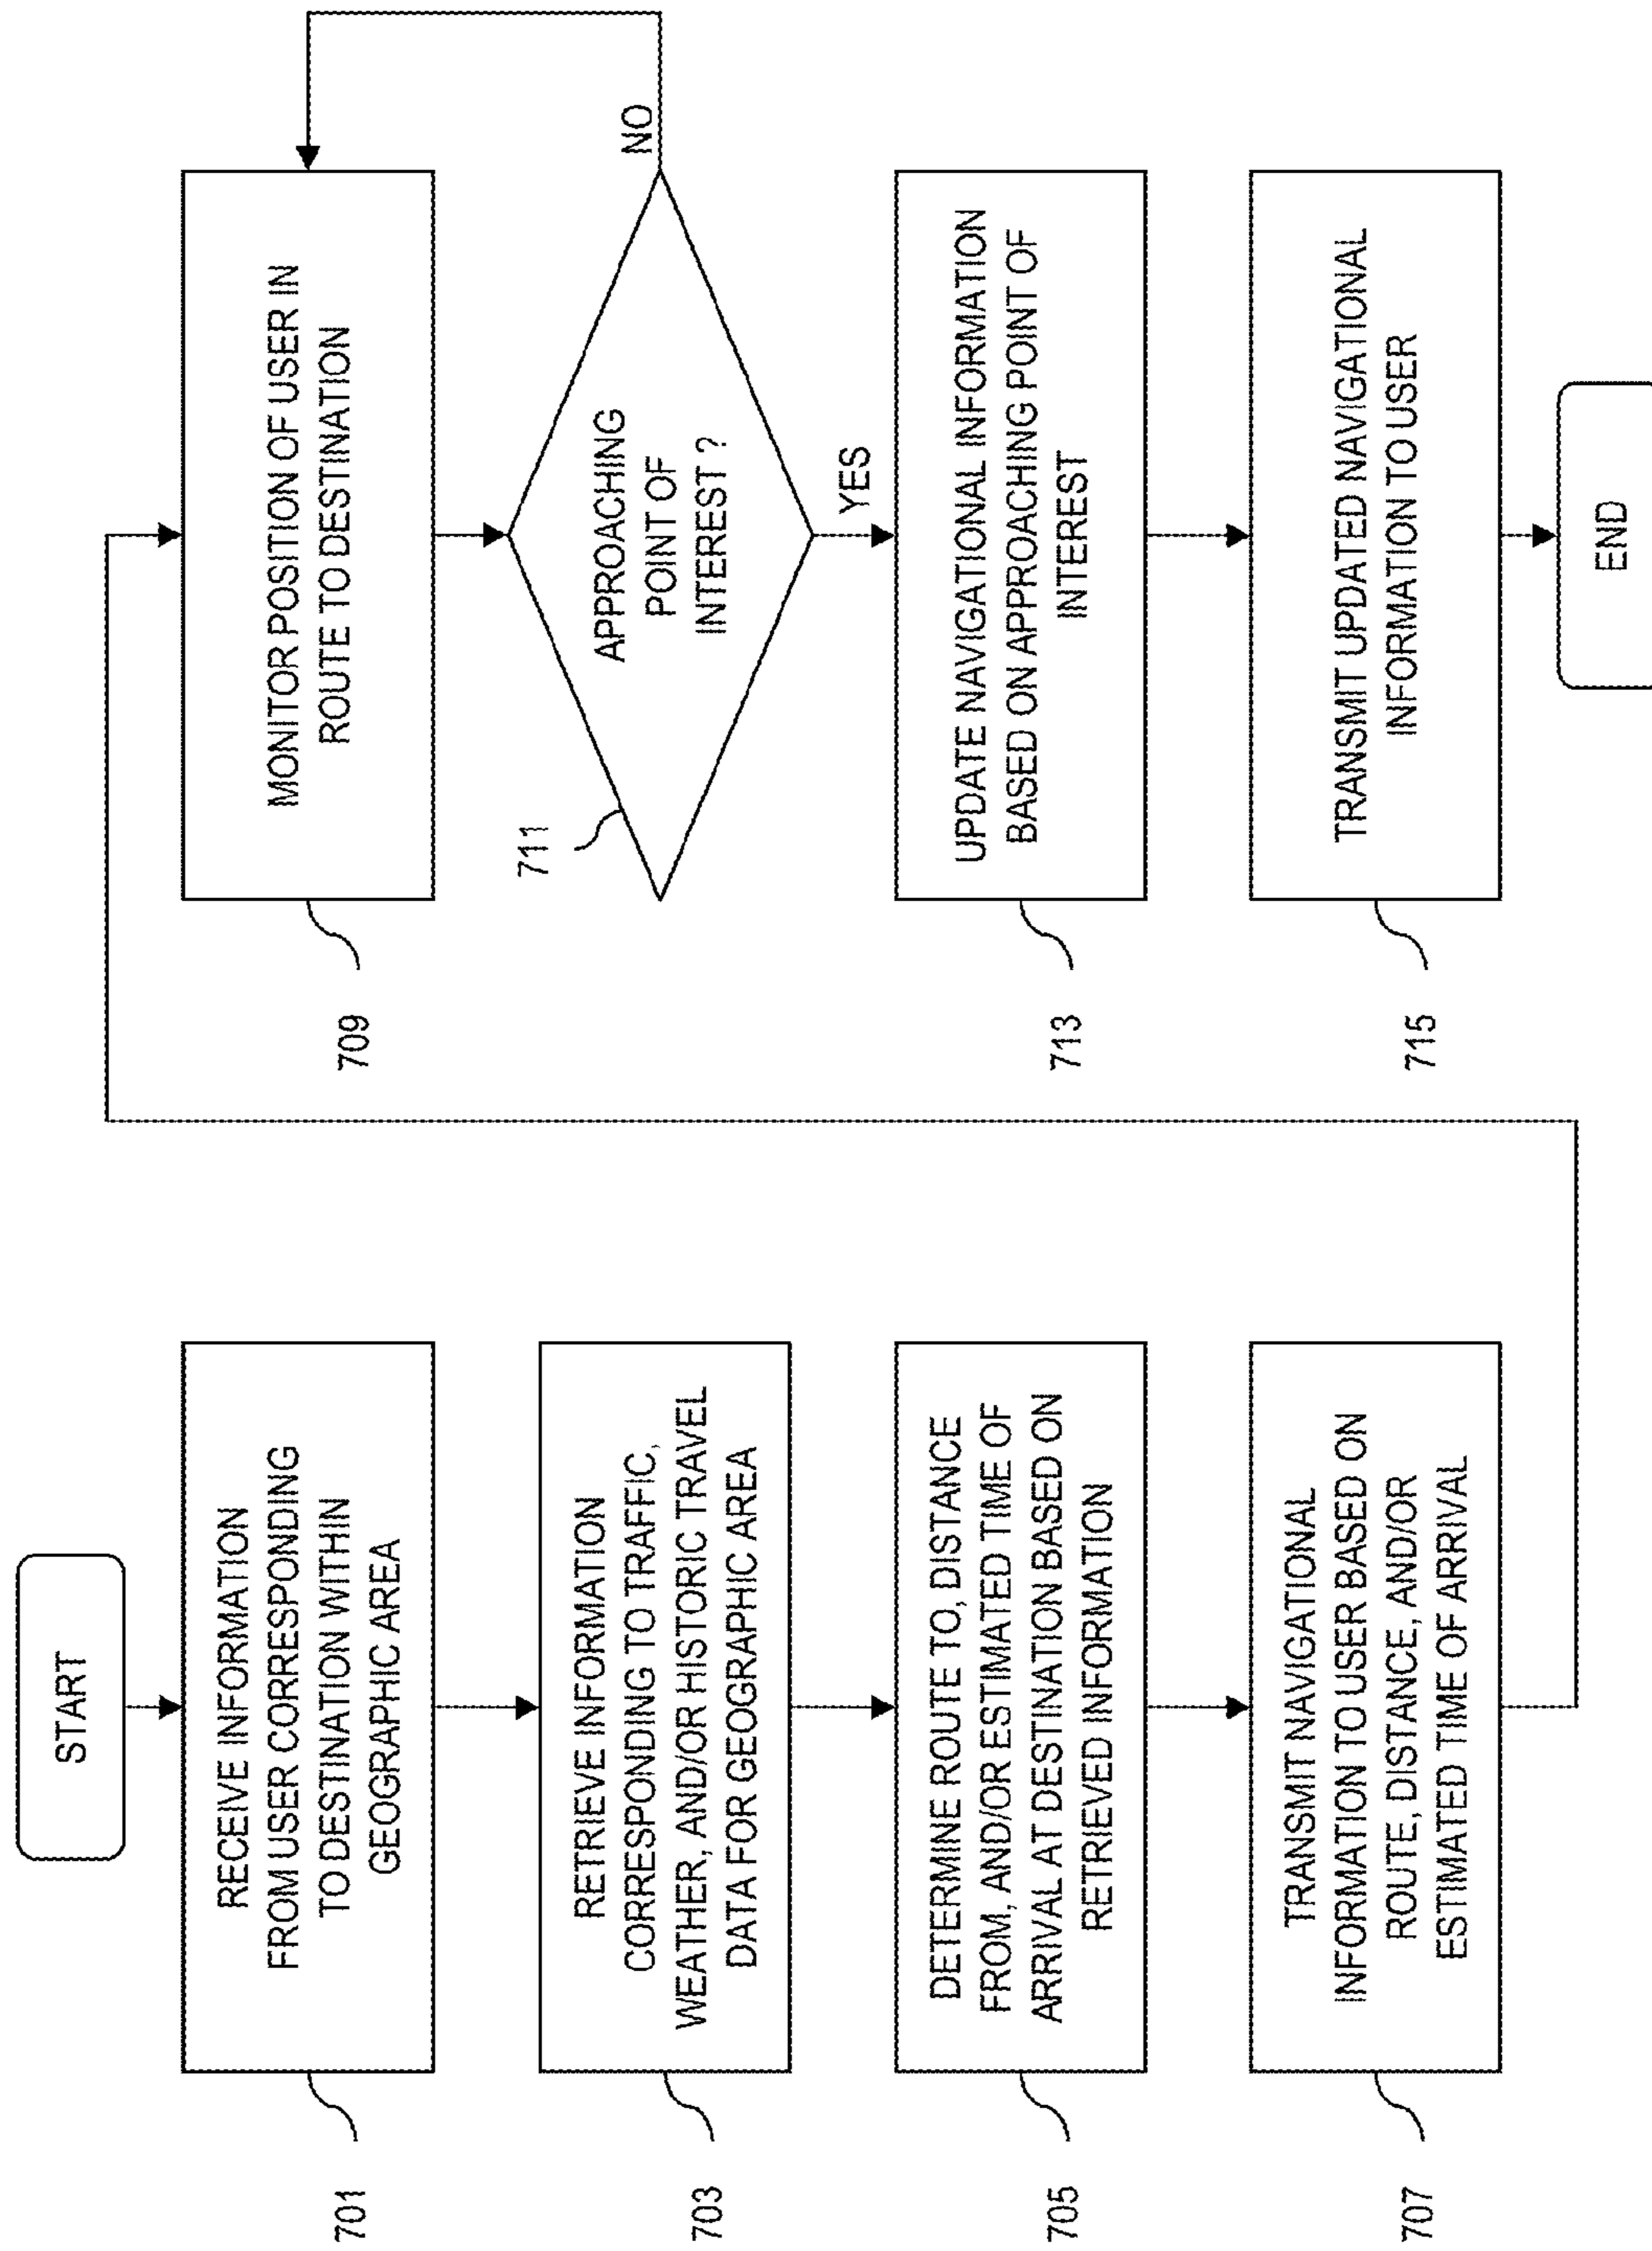 START
RECEIVE INFORMATION
FROM USER CORRESPONDING
TO DESTINATION WITHIN
GEOGRAPHIC AREA
701
RETRIEVE INFORMATION
CORRESPONDING TO TRAFFIC,
WEATHER, AND/OR HISTORIC TRAVEL
DATA FOR GEOGRAPHIC AREA
703
DETERMINE ROUTE TO, DISTANCE
FROM, AND/OR ESTIMATED TIME OF
ARRIVAL AT DESTINATION BASED ON
RETRIEVED INFORMATION
705
TRANSMIT NAVIGATIONAL
INFORMATION TO USER BASED ON
ROUTE, DISTANCE, AND/OR
ESTIMATED TIME OF ARRIVAL
707
MONITOR POSITION OF USER IN
ROUTE TO DESTINATION
709
APPROACHING
POINT OF
INTEREST ?
711
NO
YES
UPDATE NAVIGATIONAL INFORMATION
BASED ON APPROACHING POINT OF
INTEREST
713
TRANSMIT UPDATED NAVIGATIONAL
INFORMATION TO USER
715
END